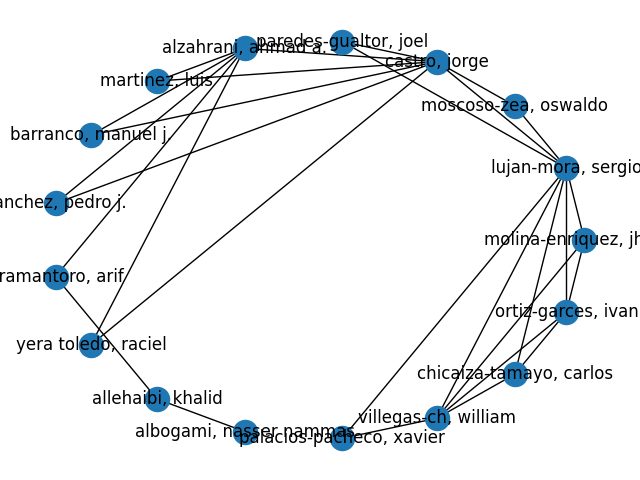 paredes-gualtor, joel
alzahrani, ahmad a.
castro, jorge
martinez, luis
moscoso-zea, oswaldo
barranco, manuel j.
lujan-mora, sergio
anchez, pedro j.
molina-enriquez, jh
ramantoro, arif
ortiz-garces, ivan
yera toledo, raciel
chicalza-tamayo, carlos
allehaibi, khalid
villegas-ch, william
albogami, nasser nammas
palacios-pacheco, xavier